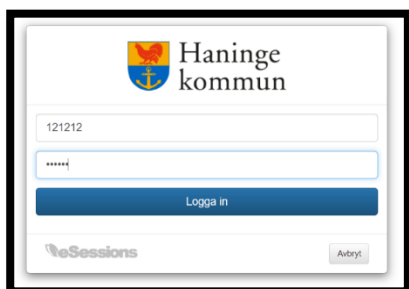 Haninge
kommun
121212
••••••
Logga in
eSessions
Avbryt